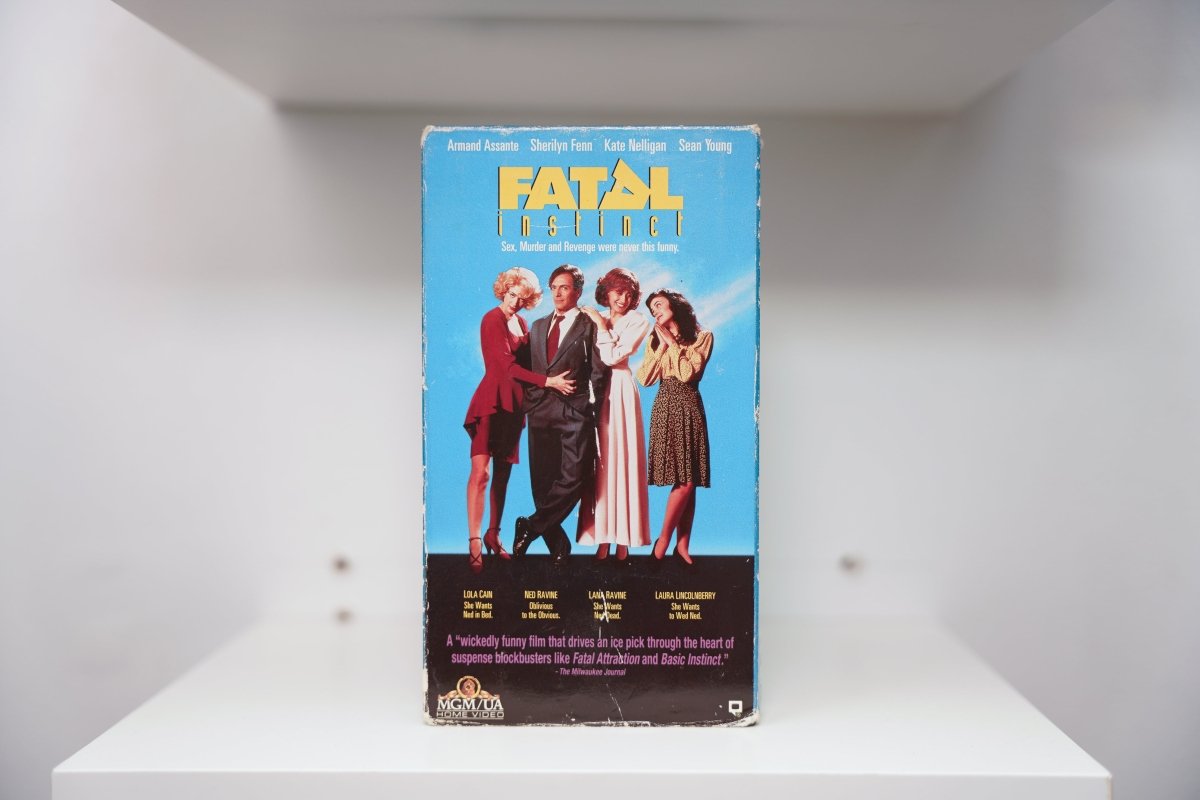 Armand Assante Sherilyn Fenn Kate Nelligan Sean Young
FATAL
instinct
Sex, Murder and Revenge were never this funny.
LOLA CAIN
She Wants
Ned in Bed.
NED RAVINE
Oblivious
to the Obvious.
LANA RAVINE
She Wants
Ned Dead.
LAURA LINCOLNBERRY
She Wants
to Wed Ned.
A “wickedly funny film that drives an ice pick through the heart of
suspense blockbusters like Fatal Attraction and Basic Instinct.”
- The Milwaukee Journal
MGM/UA
HOME VIDEO